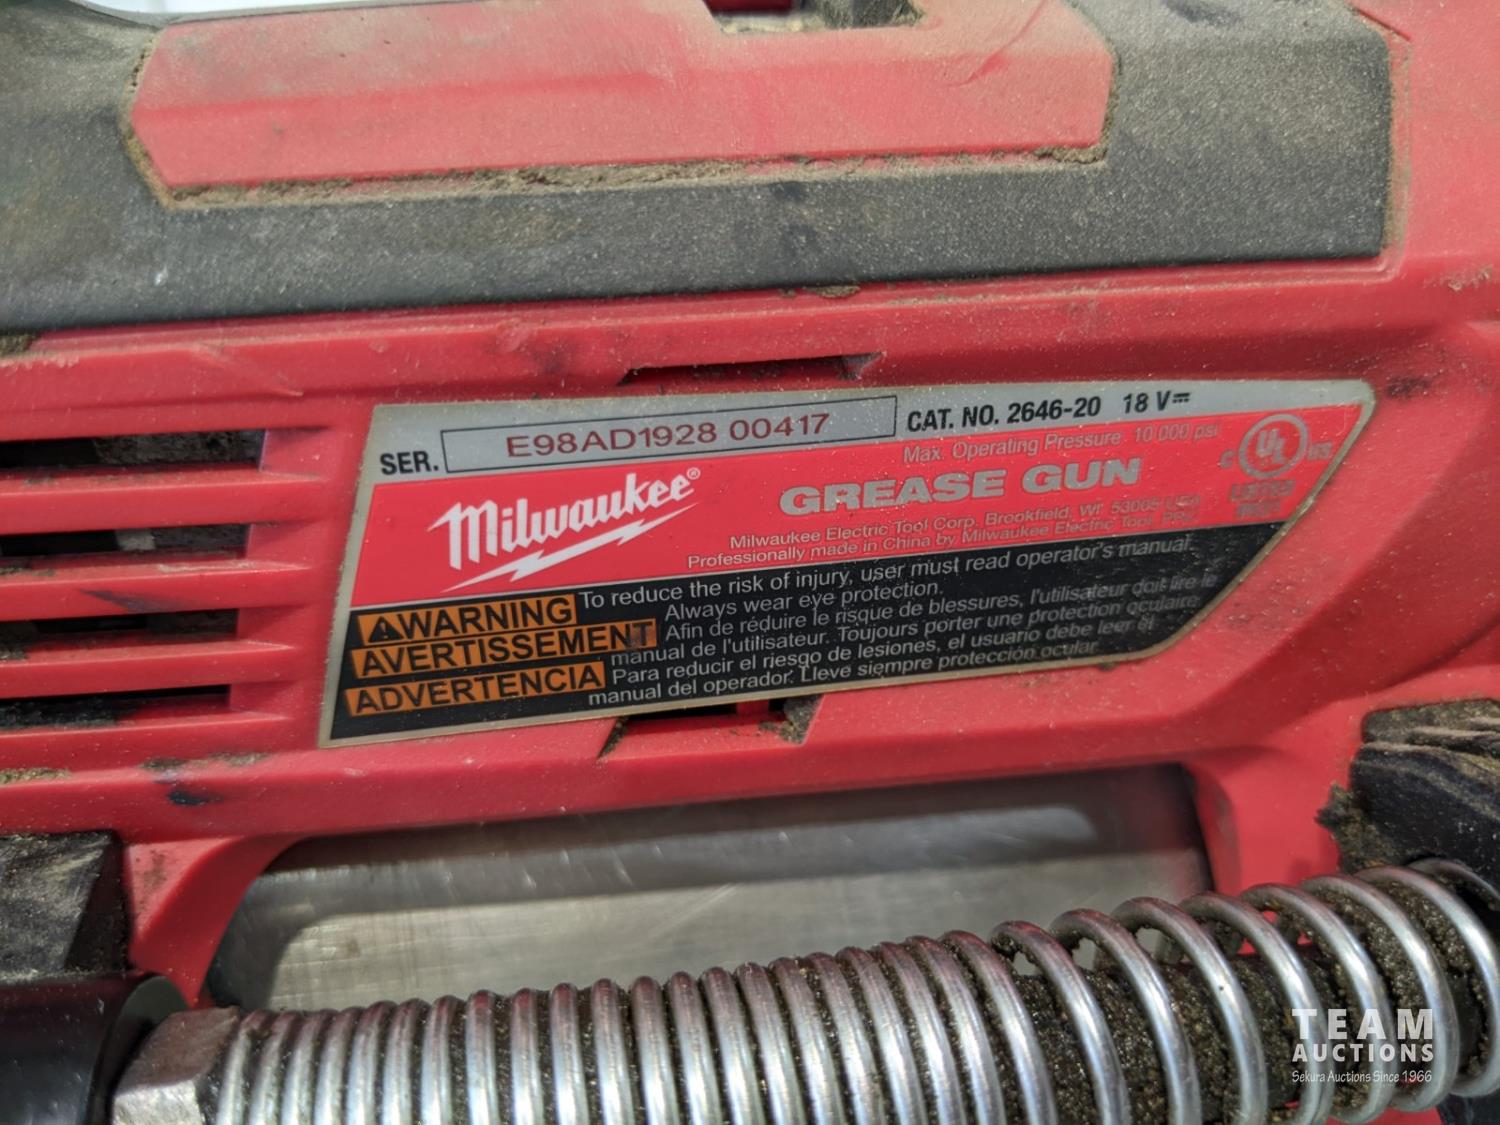 SER. E98AD1928 00417 CAT. NO. 2646-20 18 V⎓
Max. Operating Pressure 10 000 psi
Milwaukee®
GREASE GUN
C UL US
LISTED
Milwaukee Electric Tool Corp. Brookfield, WI 53005 USA
Professionally made in China by Milwaukee Electric Tool, PRC
WARNING To reduce the risk of injury, user must read operator's manual.
Always wear eye protection.
AVERTISSEMENT Afin de réduire le risque de blessures, l'utilisateur doit lire le
manual de l'utilisateur. Toujours porter une protection oculaire.
ADVERTENCIA Para reducir el riesgo de lesiones, el usuario debe leer el
manual del operador. Lleve siempre protección ocular
TEAM
AUCTIONS
Sekura Auctions Since 1966